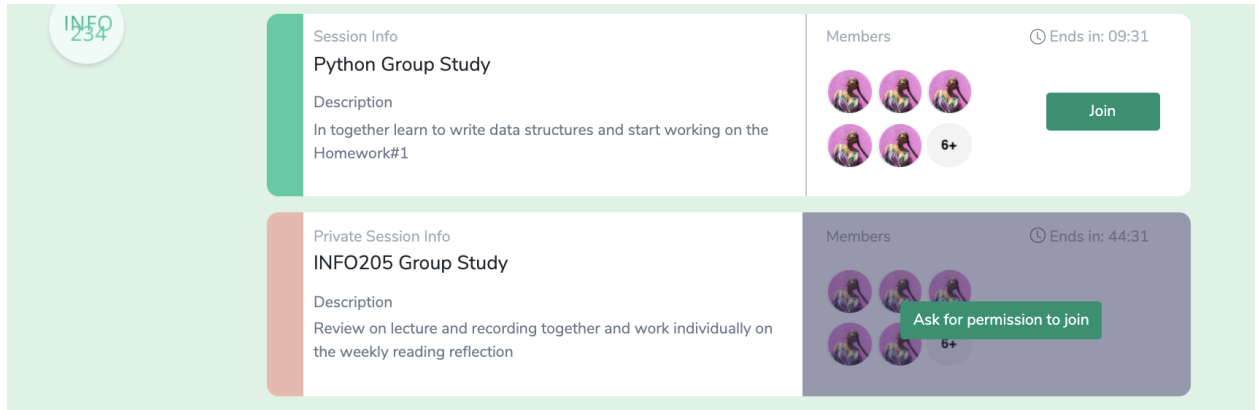 INFO
234
Session Info
Python Group Study
Description
In together learn to write data structures and start working on the
Homework#1
Members
Ends in: 09:31
6+
Join
Private Session Info
INFO205 Group Study
Description
Review on lecture and recording together and work individually on
the weekly reading reflection
Members
Ends in: 44:31
Ask for permission to join
6+